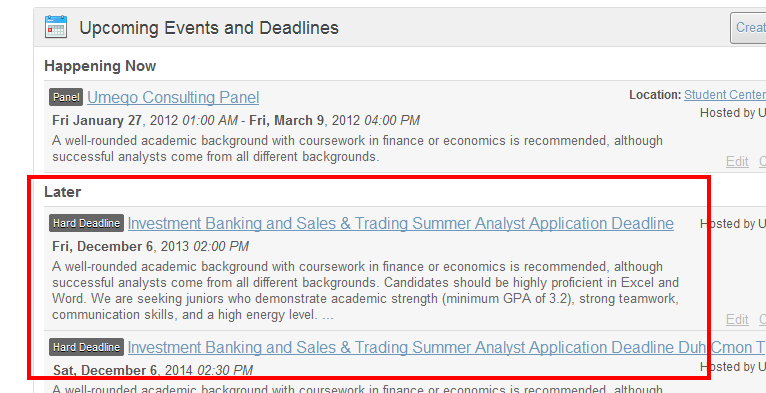 Upcoming Events and Deadlines
Creat
Happening Now
Panel Umeqo Consulting Panel
Location: Student Center
Fri January 27, 2012 01:00 AM - Fri, March 9, 2012 04:00 PM
Hosted by U
A well-rounded academic background with coursework in finance or economics is recommended, although
successful analysts come from all different backgrounds.
Edit
Later
Hard Deadline Investment Banking and Sales & Trading Summer Analyst Application Deadline
Hosted by U
Fri, December 6, 2013 02:00 PM
A well-rounded academic background with coursework in finance or economics is recommended, although
successful analysts come from all different backgrounds. Candidates should be highly proficient in Excel and
Word. We are seeking juniors who demonstrate academic strength (minimum GPA of 3.2), strong teamwork,
communication skills, and a high energy level. ...
Edit
Hard Deadline Investment Banking and Sales & Trading Summer Analyst Application Deadline Duh Cmon T
Sat, December 6, 2014 02:30 PM
Hosted by U
A well-rounded academic background with coursework in finance or economics is recommended, although